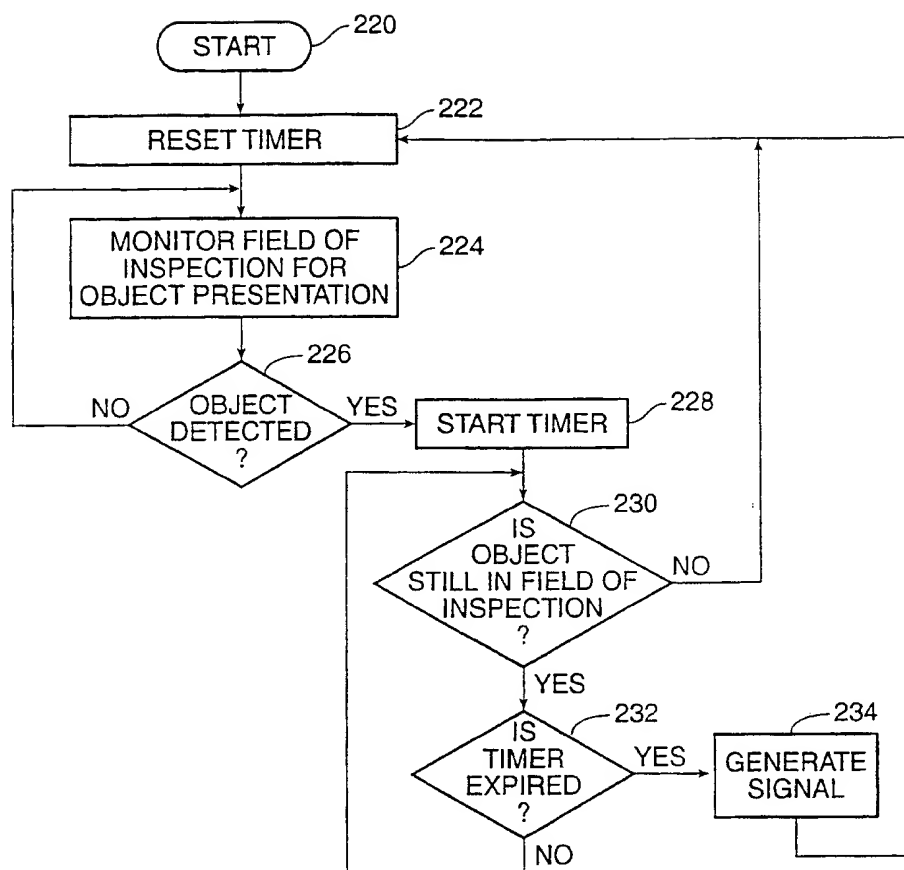 START
220
RESET TIMER
222
MONITOR FIELD OF
INSPECTION FOR
OBJECT PRESENTATION
224
226
OBJECT
DETECTED
?
NO
YES
START TIMER
228
230
IS
OBJECT
STILL IN FIELD OF
INSPECTION
?
NO
YES
232
IS
TIMER
EXPIRED
?
YES
NO
234
GENERATE
SIGNAL